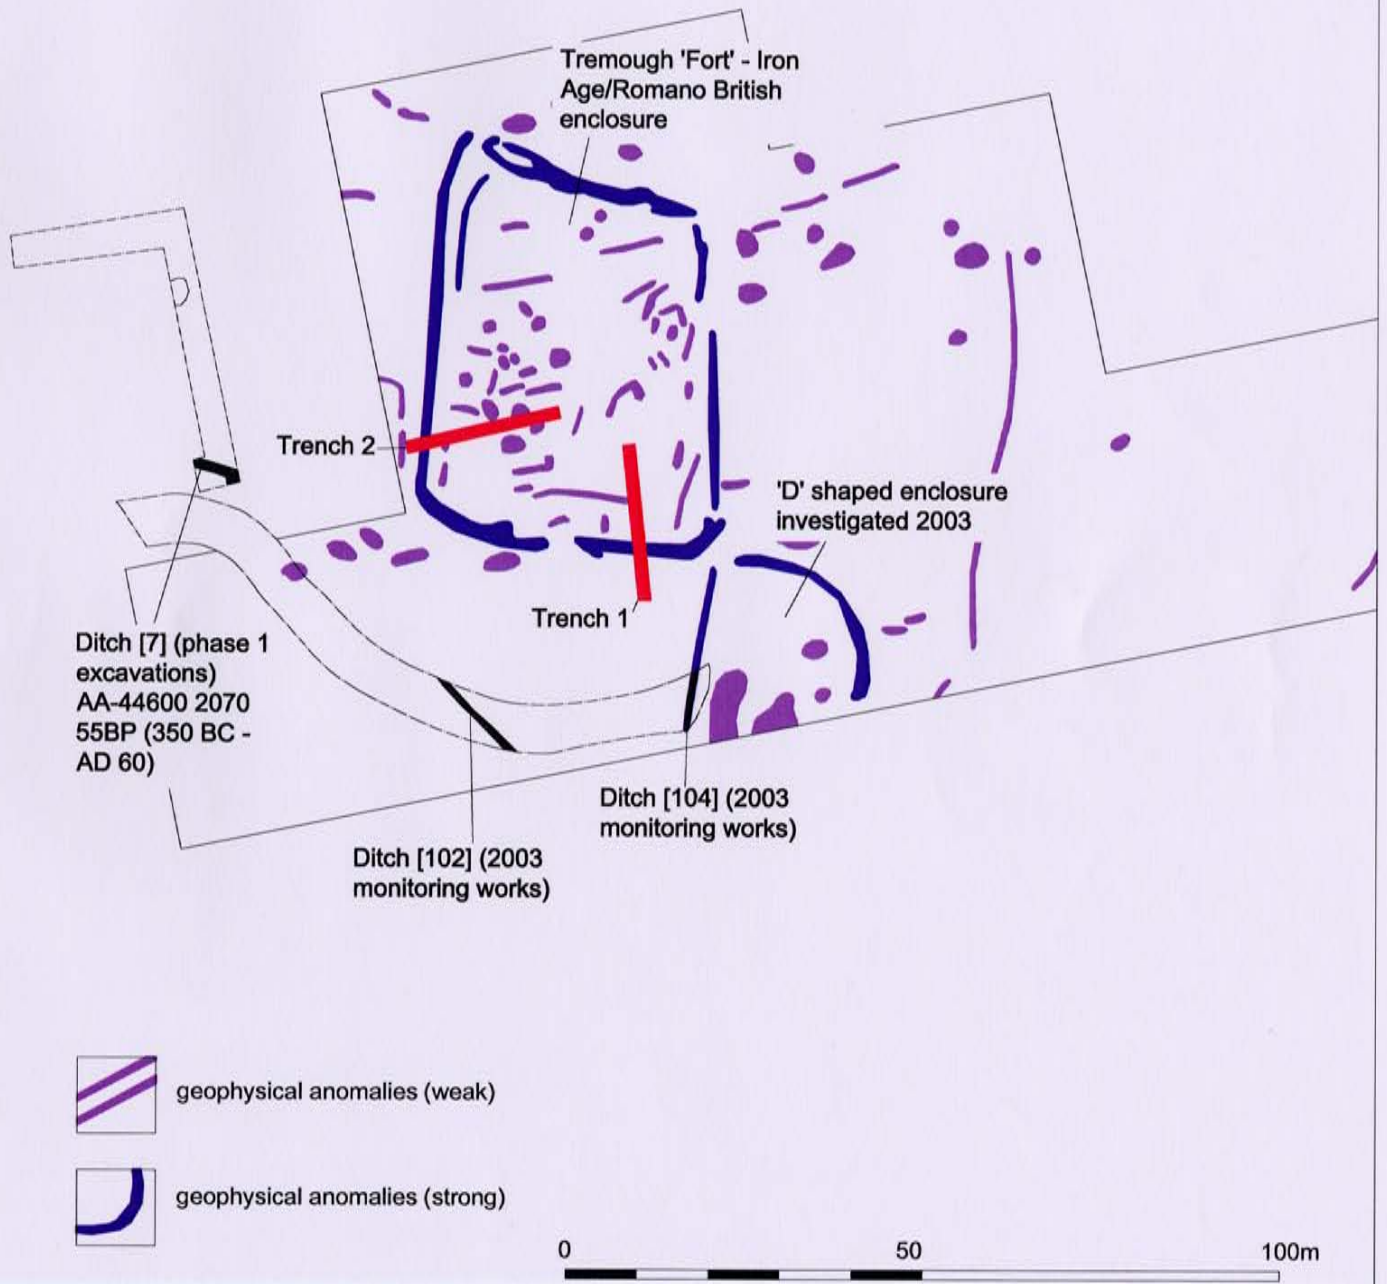 Tremough 'Fort' - Iron
Age/Romano British
enclosure
Trench 2
'D' shaped enclosure
investigated 2003
Trench 1
Ditch [7] (phase 1
excavations)
AA-44600 2070
55BP (350 BC -
AD 60)
Ditch [104] (2003
monitoring works)
Ditch [102] (2003
monitoring works)
geophysical anomalies (weak)
geophysical anomalies (strong)
0 50 100m